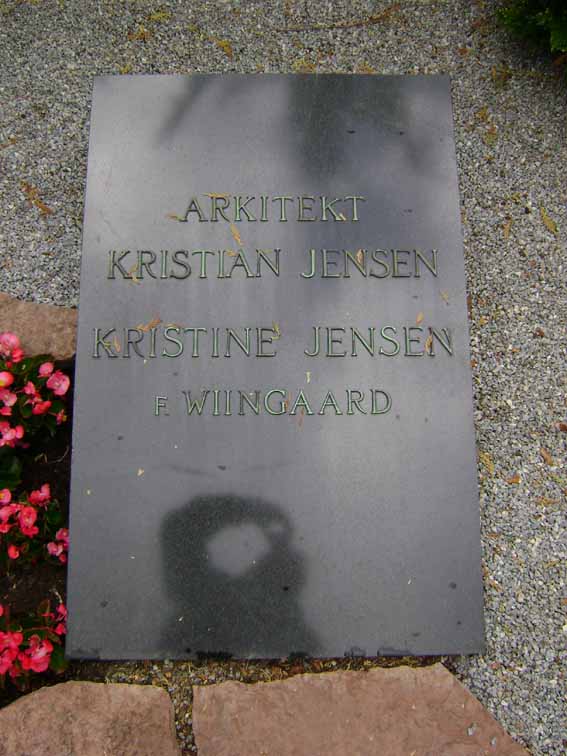 ARKITEKT
KRISTIAN JENSEN
KRISTINE JENSEN
F. WIINGAARD